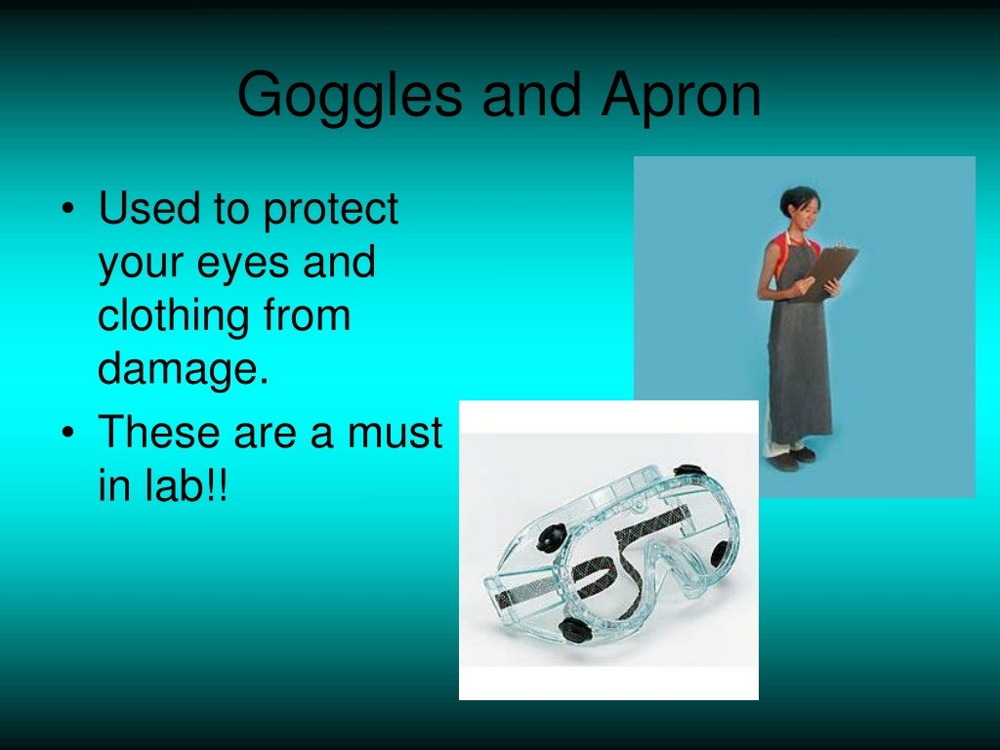 Goggles and Apron
• Used to protect
your eyes and
clothing from
damage.
• These are a must
in lab!!